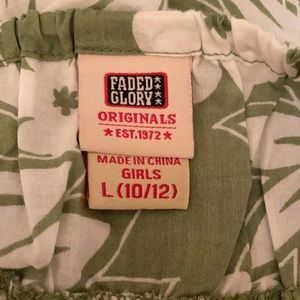 FADED
GLORY
ORIGINALS
★ EST.1972 ★
MADE IN CHINA
GIRLS
L (10/12)